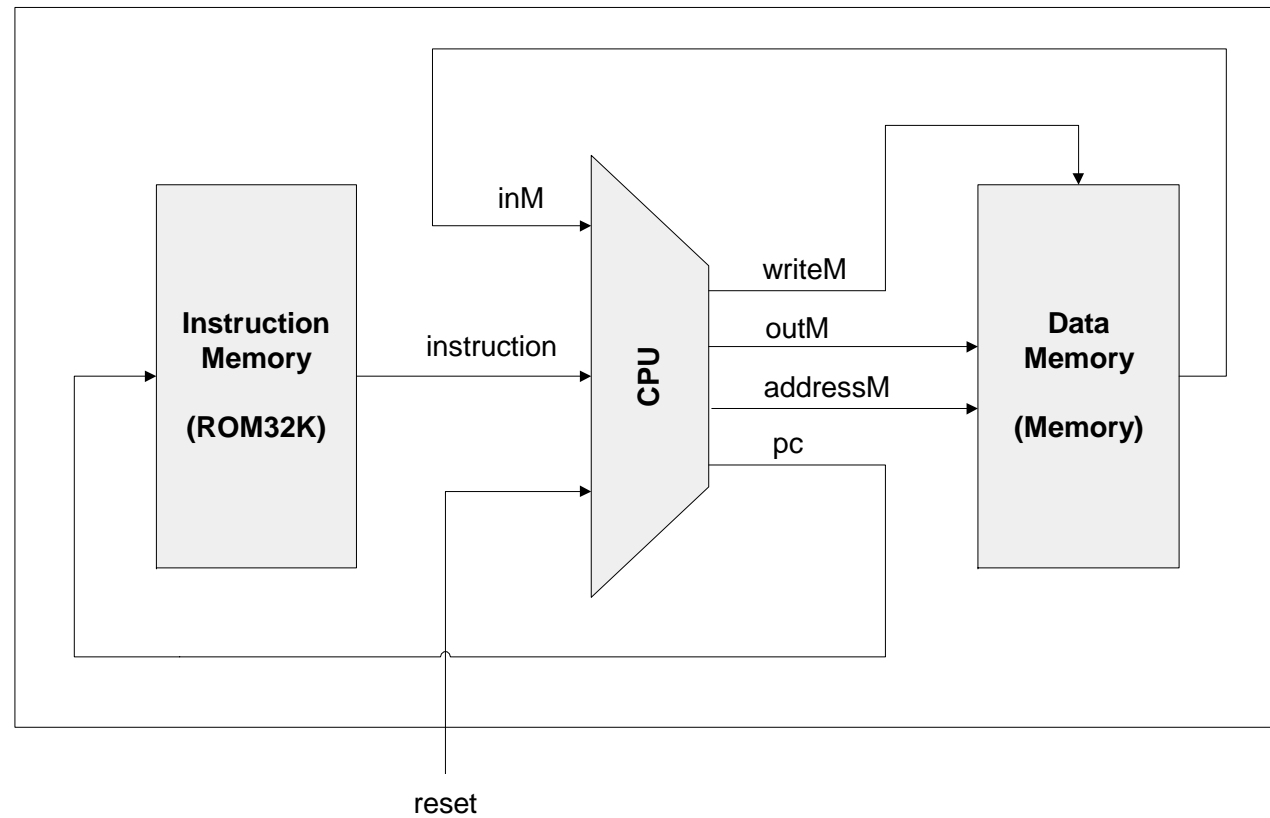 inM
writeM
Instruction
Memory
(ROM32K)
instruction
CPU
outM
addressM
pc
Data
Memory
(Memory)
reset